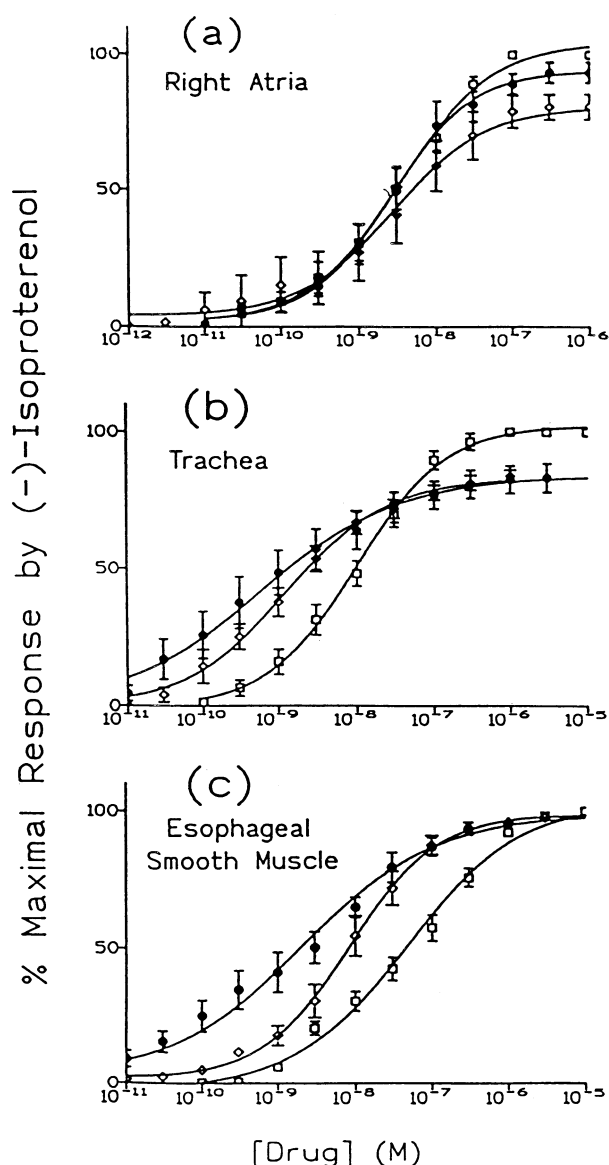 % Maximal Response by (-)-Isoproterenol
(a)
Right Atria
100
50
0
10-12 10-11 10-10 10-9 10-8 10-7 10-6
(b)
Trachea
100
50
0
10-11 10-10 10-9 10-8 10-7 10-6 10-5
(c)
Esophageal
Smooth Muscle
100
50
0
10-11 10-10 10-9 10-8 10-7 10-6 10-5
[Drug] (M)